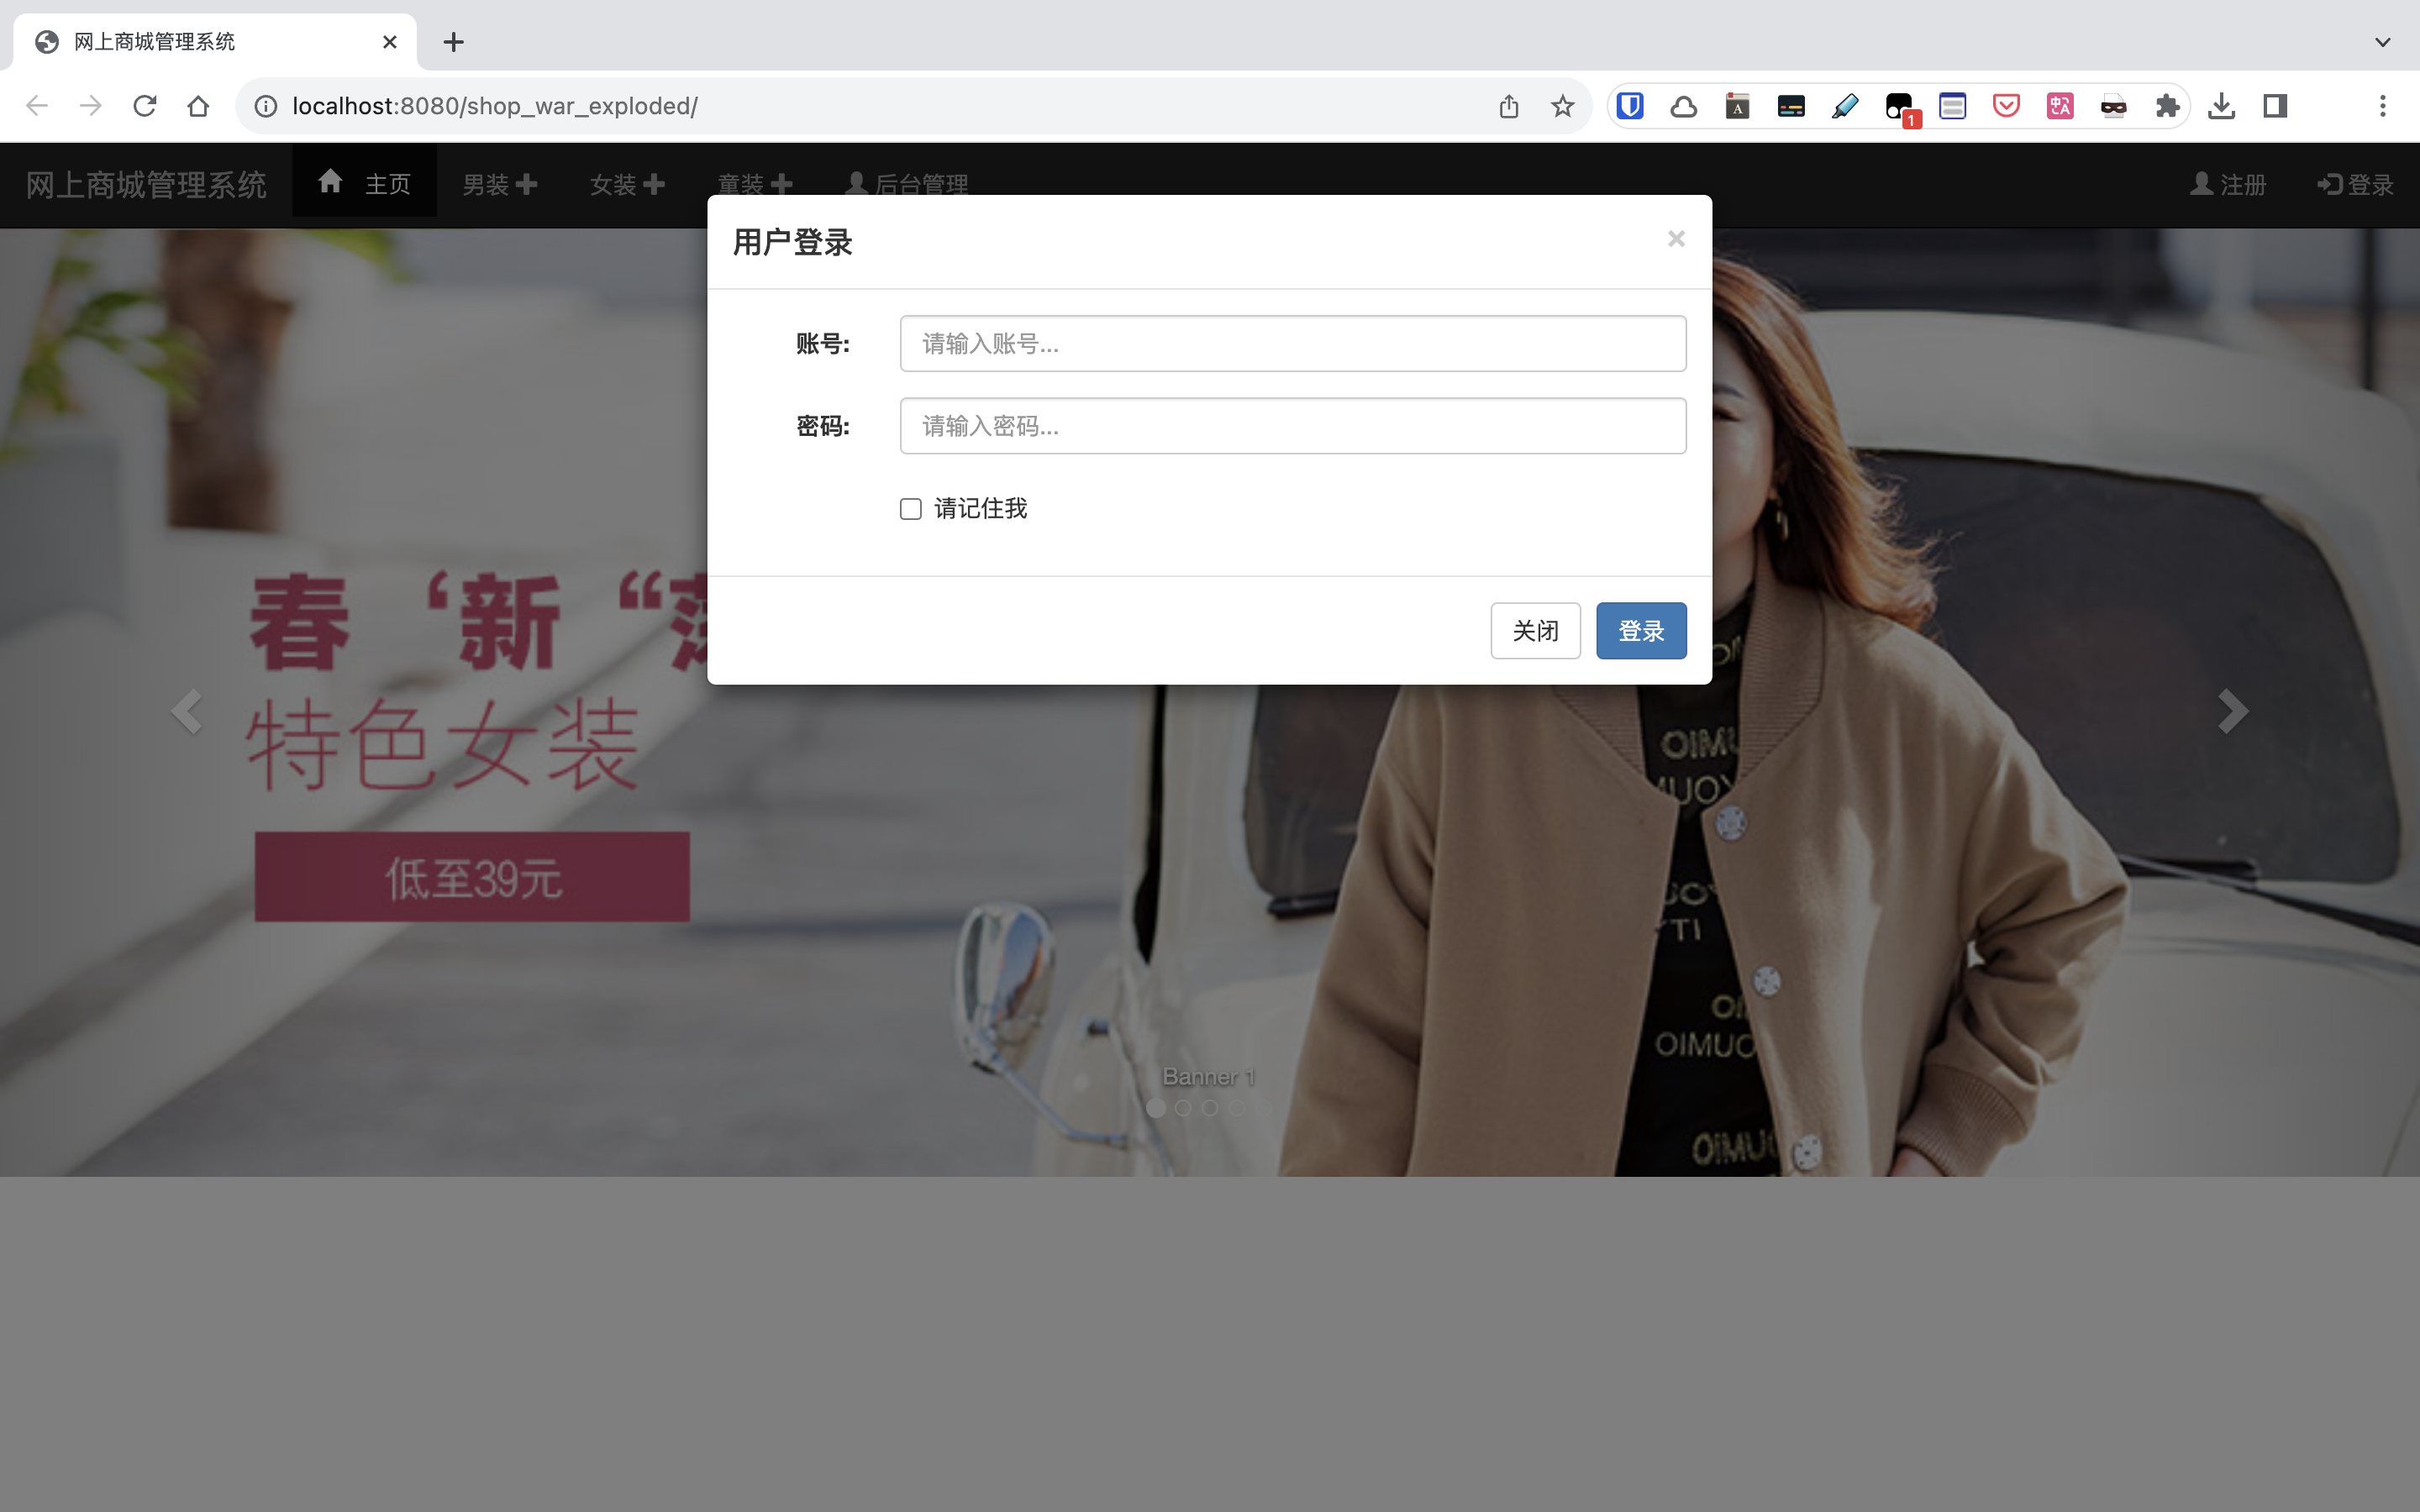 网上商城管理系统
localhost:8080/shop_war_exploded/
1
网上商城管理系统 主页 男装 女装 童装 后台管理 注册 登录
用户登录 ×
账号: 请输入账号...
密码: 请输入密码...
请记住我
关闭 登录
春‘新“
特色女装
低至39元
OIMU
MUOY
OIMUO
OIMUO
Banner 1